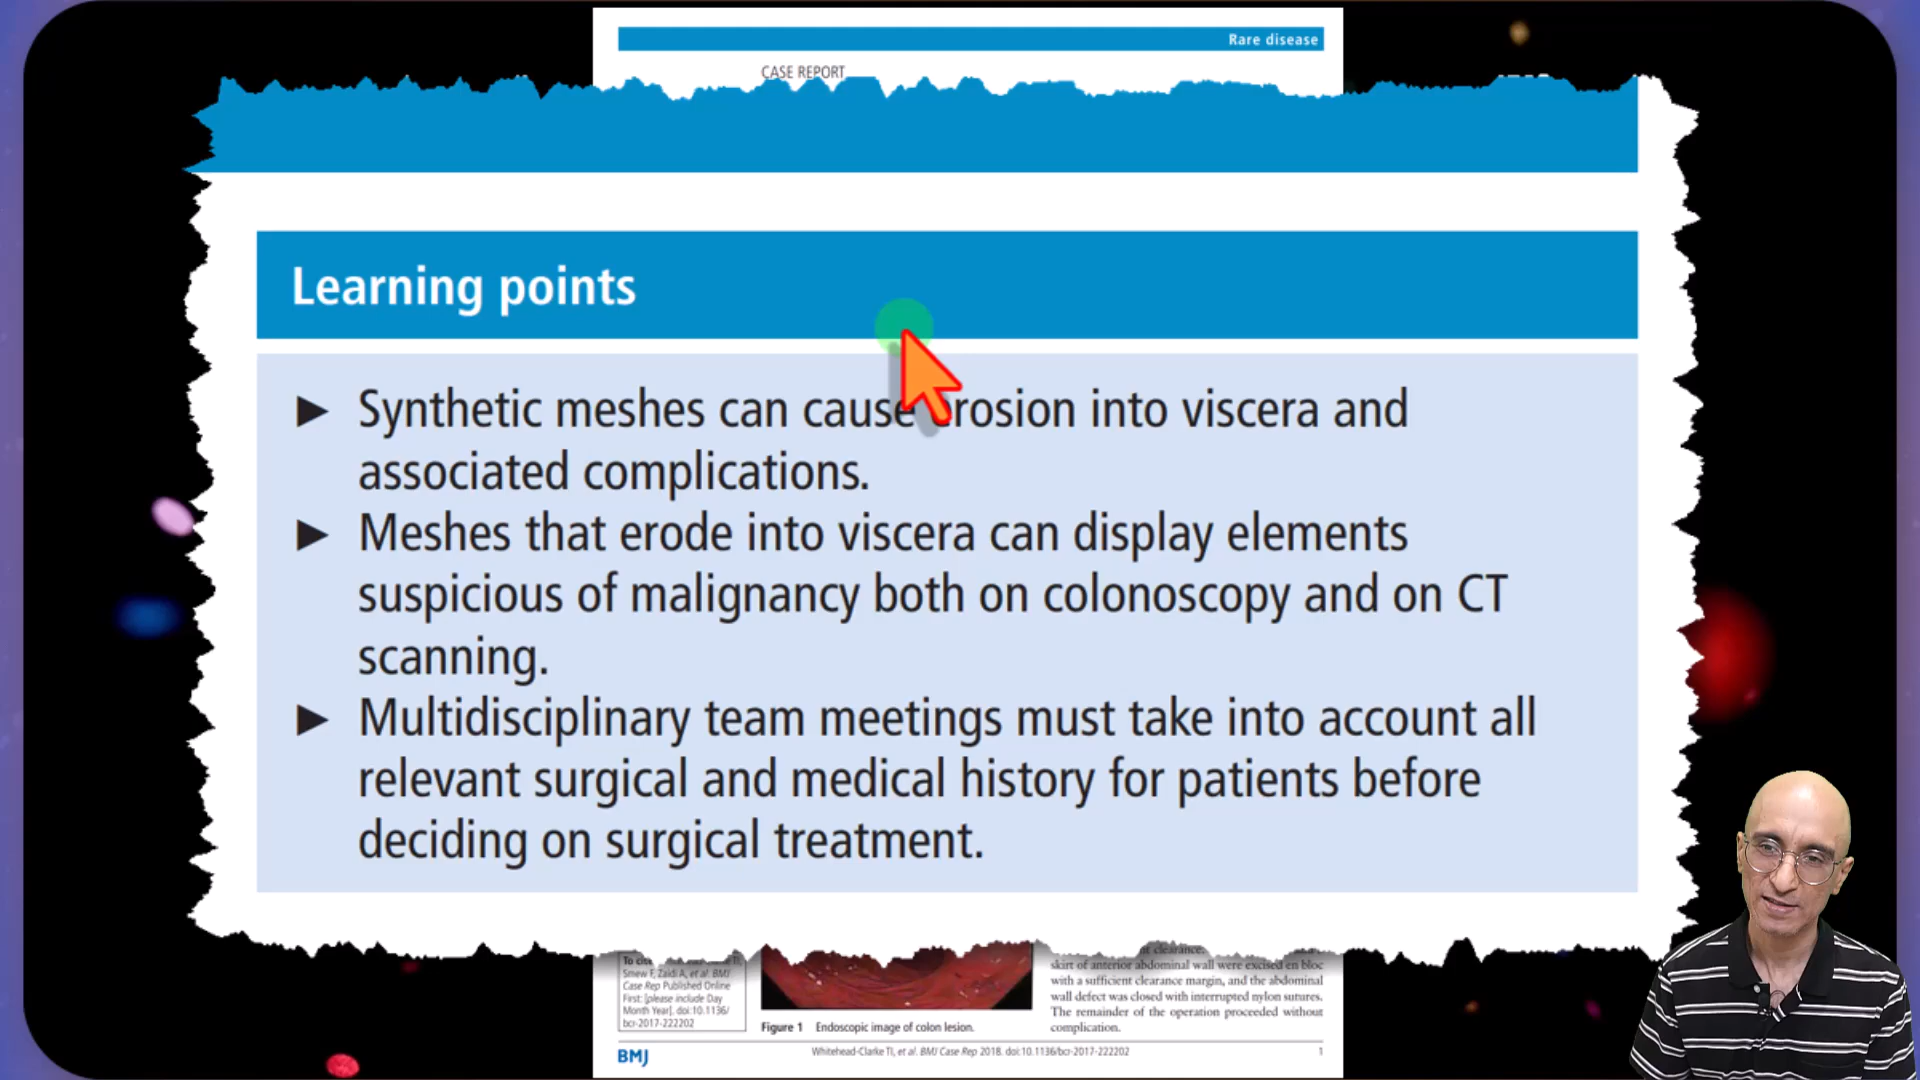 Rare disease
CASE REPORT
Learning points
► Synthetic meshes can cause erosion into viscera and
associated complications.
► Meshes that erode into viscera can display elements
suspicious of malignancy both on colonoscopy and on CT
scanning.
► Multidisciplinary team meetings must take into account all
relevant surgical and medical history for patients before
deciding on surgical treatment.
To cite
Smew F, Zaidi A, et al. BMJ
Case Rep Published Online
First: [please include Day
Month Year]. doi:10.1136/
bcr-2017-222202
Figure 1 Endoscopic image of colon lesion.
clearance.
skirt of anterior abdominal wall were excised en bloc
with a sufficient clearance margin, and the abdominal
wall defect was closed with interrupted nylon sutures.
The remainder of the operation proceeded without
complication.
BMJ
Whitehead-Clarke TI, et al. BMJ Case Rep 2018. doi:10.1136/bcr-2017-222202
1